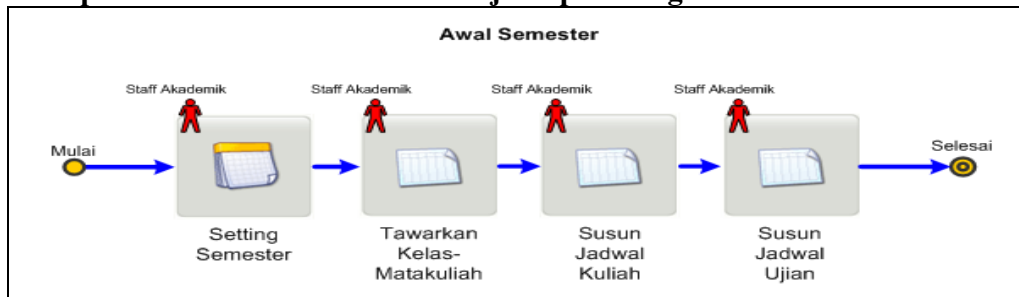 Awal Semester
Staff Akademik
Staff Akademik
Staff Akademik
Staff Akademik
Mulai
Selesai
Setting
Semester
Tawarkan
Kelas-
Matakuliah
Susun
Jadwal
Kuliah
Susun
Jadwal
Ujian